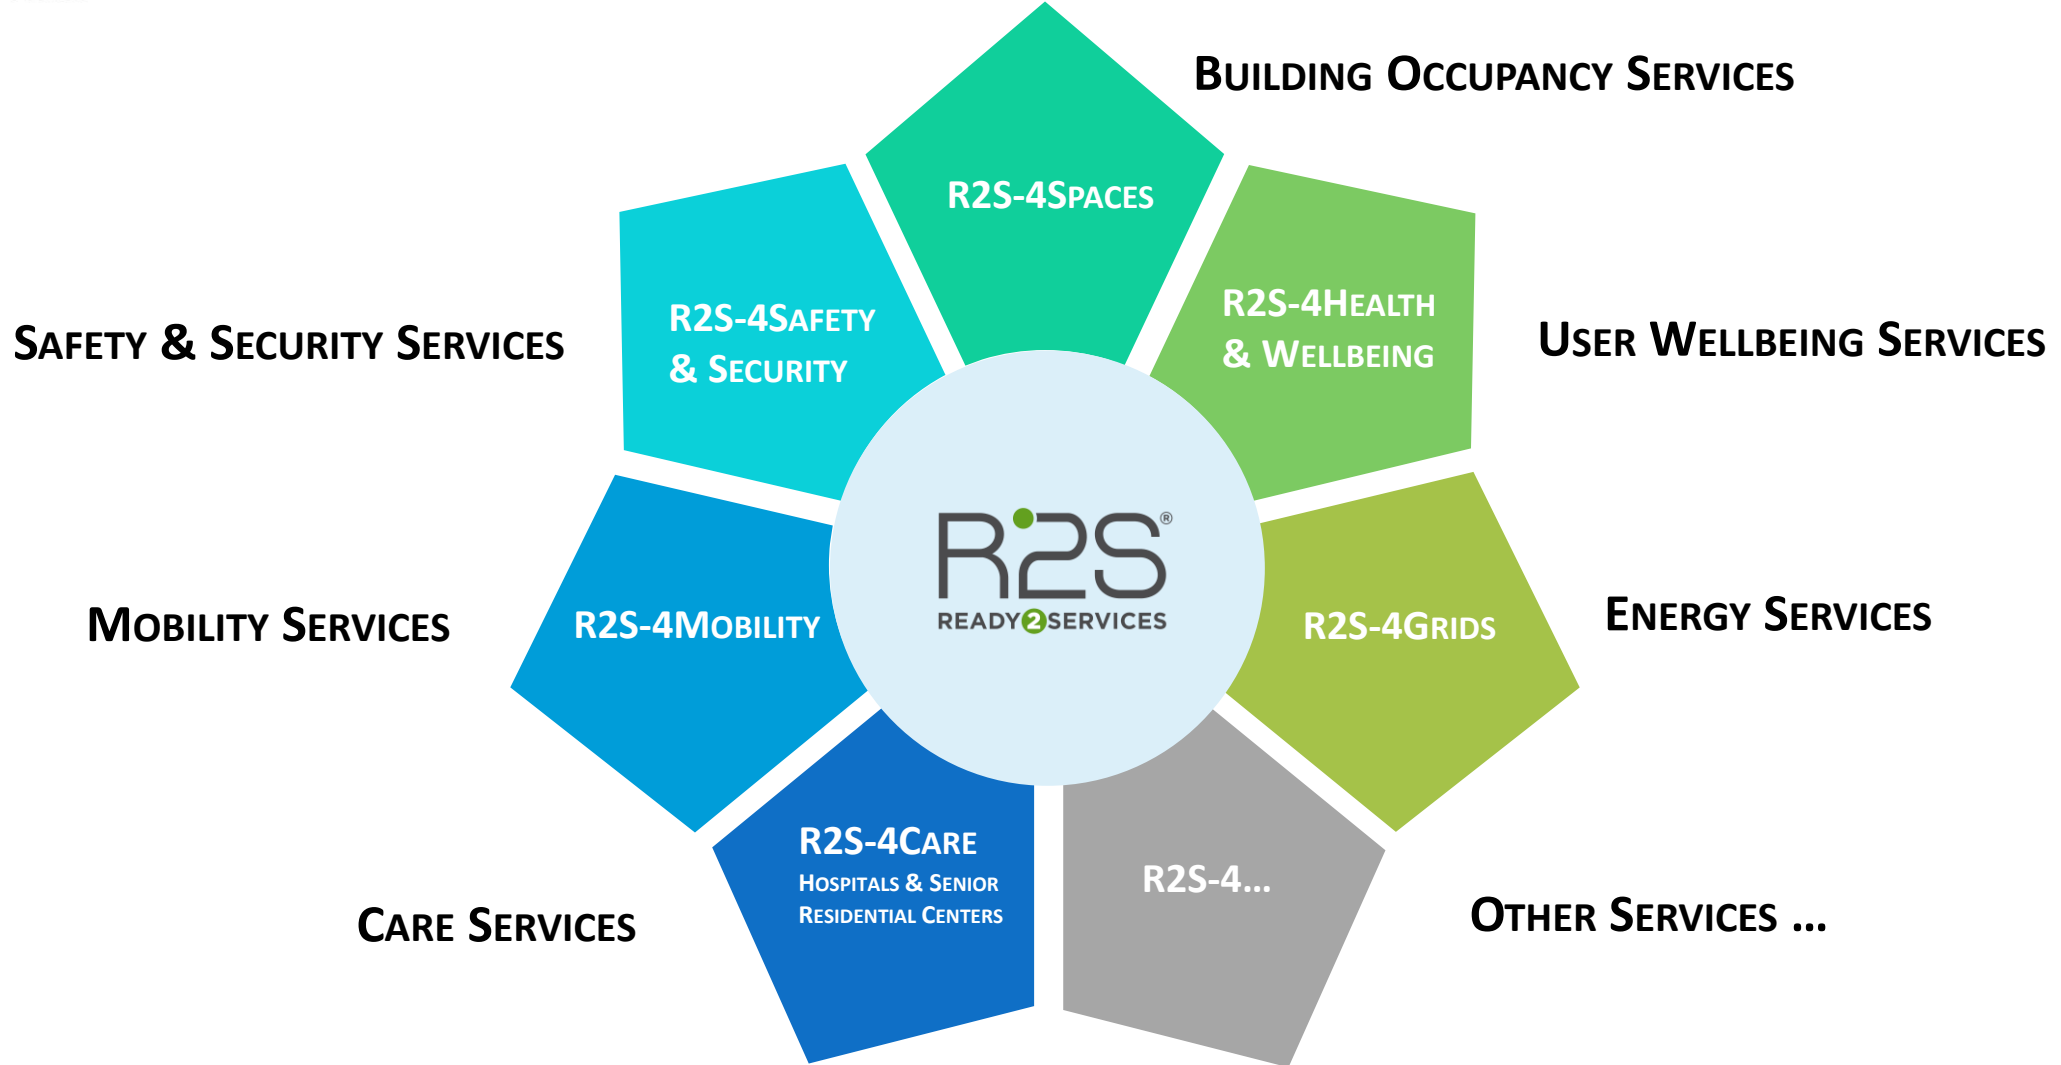 BUILDING OCCUPANCY SERVICES
R2S-4SPACES
R2S-4HEALTH
& WELLBEING
USER WELLBEING SERVICES
R2S-4SAFETY
& SECURITY
SAFETY & SECURITY SERVICES
R2S®
READY2SERVICES
R2S-4GRIDS
ENERGY SERVICES
R2S-4MOBILITY
MOBILITY SERVICES
R2S-4CARE
HOSPITALS & SENIOR
RESIDENTIAL CENTERS
CARE SERVICES
R2S-4...
OTHER SERVICES ...